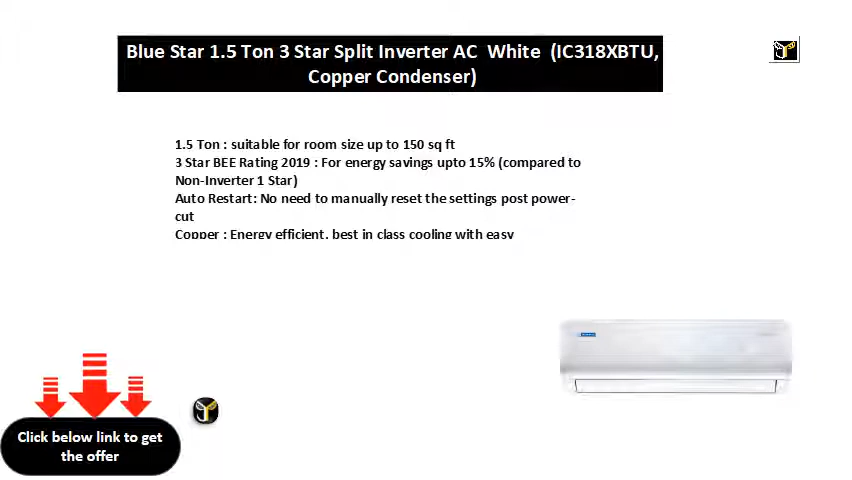 Blue Star 1.5 Ton 3 Star Split Inverter AC White (IC318XBTU,
Copper Condenser)
1.5 Ton : suitable for room size up to 150 sq ft
3 Star BEE Rating 2019 : For energy savings upto 15% (compared to
Non-Inverter 1 Star)
Auto Restart: No need to manually reset the settings post power-
cut
Copper : Energy efficient, best in class cooling with easy
Click below link to get
the offer